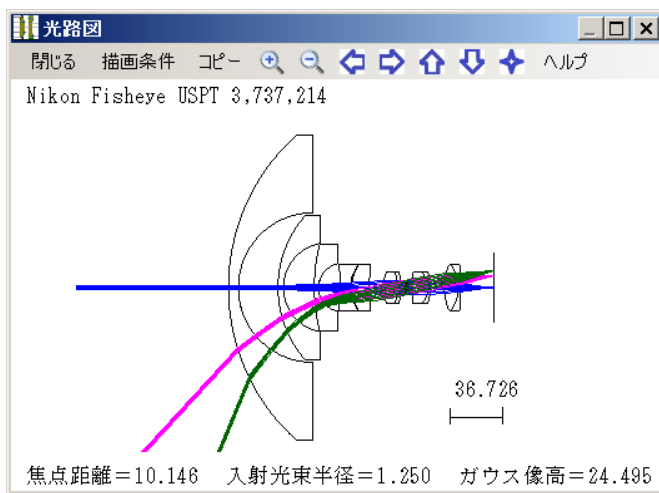 光路図
閉じる 描画条件 コピー ヘルプ
Nikon Fisheye USPT 3,737,214
36.726
焦点距離＝10.146 入射光束半径＝1.250 ガウス像高＝24.495